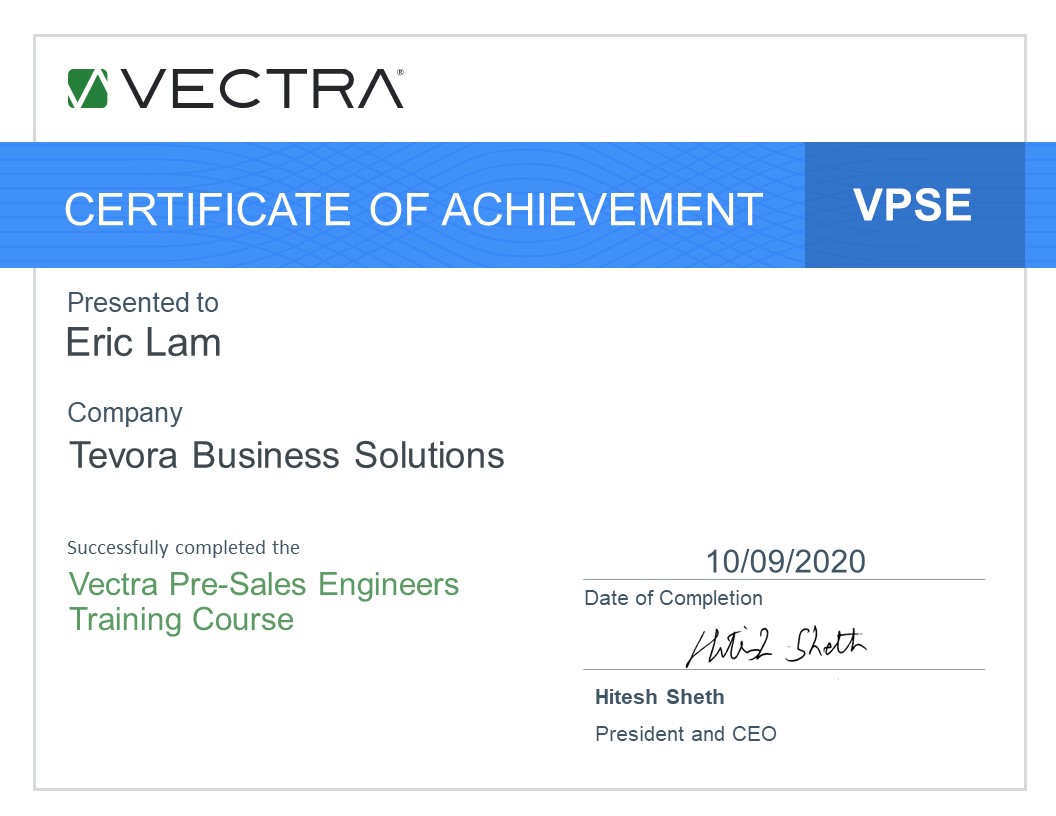 VECTRA®
CERTIFICATE OF ACHIEVEMENT
VPSE
Presented to
Eric Lam
Company
Tevora Business Solutions
Successfully completed the
Vectra Pre-Sales Engineers
Training Course
10/09/2020
Date of Completion
Hitesh Sheth
Hitesh Sheth
President and CEO